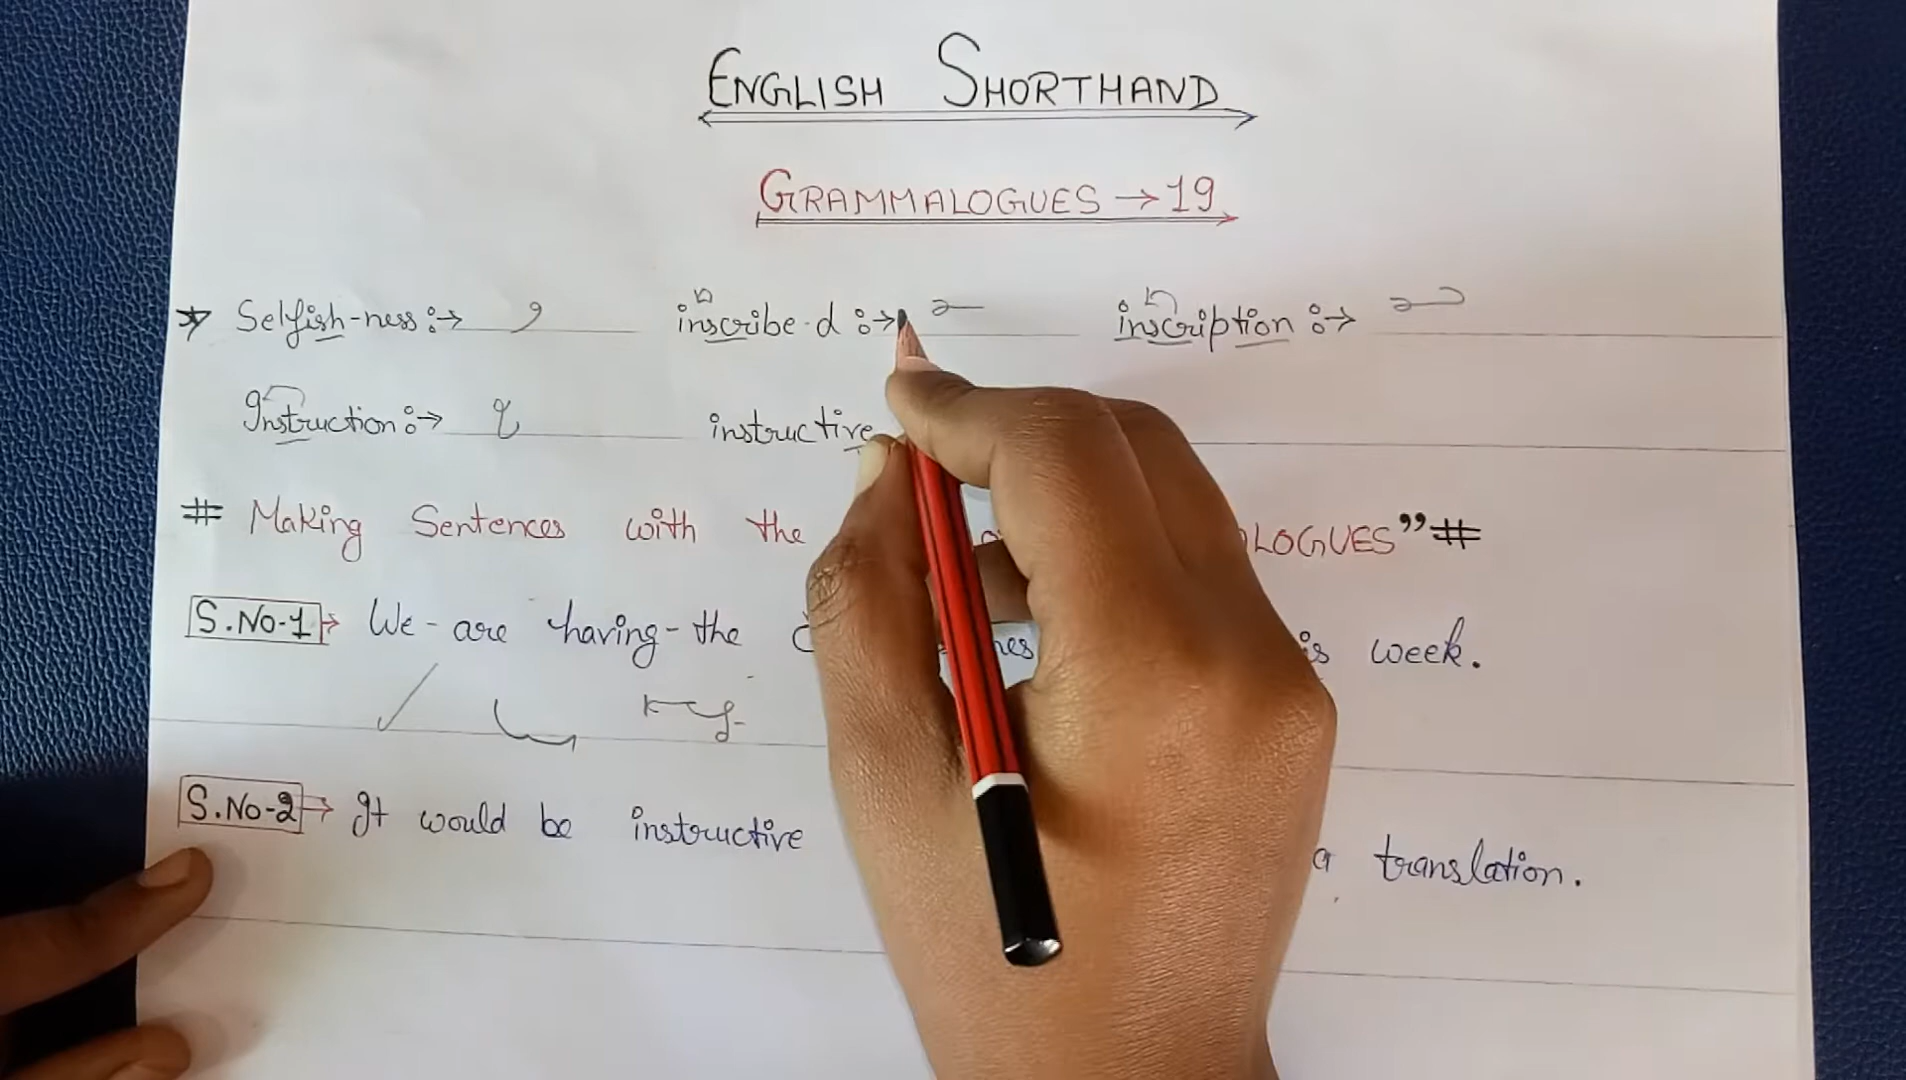 ENGLISH SHORTHAND
GRAMMALOGUES → 19
Selfish-ness :→ inscribe-d :→ inscription :→
Instruction :→ instructive
# Making Sentences with the LOGUES” #
S.No-1 → We-are having-the is week.
S.No-2 → It would be instructive a translation.